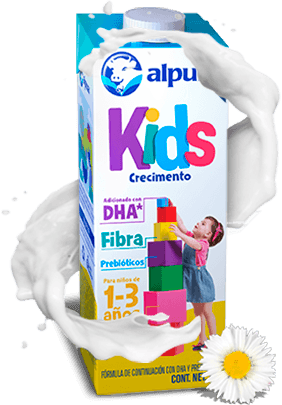 alpu
Kids
Crecimento
Adicionado con
DHA*
Fibra
Prebióticos
Para niños de
1-3
años
FÓRMULA DE CONTINUACIÓN CON DHA Y PRE
CONT. NE